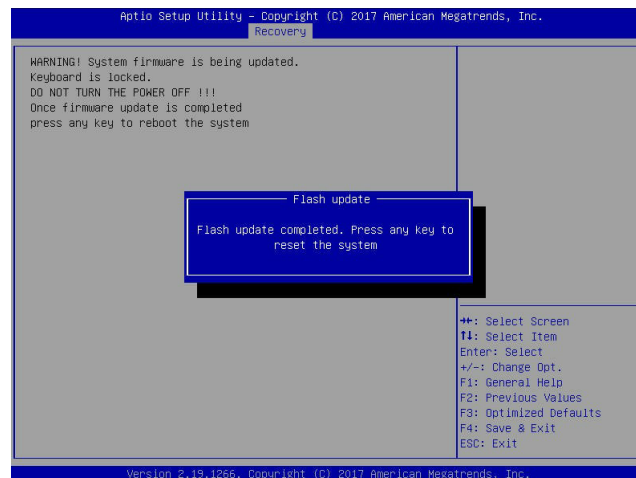 Aptio Setup Utility – Copyright (C) 2017 American Megatrends, Inc.
Recovery
WARNING! System firmware is being updated.
Keyboard is locked.
DO NOT TURN THE POWER OFF !!!
Once firmware update is completed
press any key to reboot the system
Flash update
Flash update completed. Press any key to
reset the system
→←: Select Screen
↑↓: Select Item
Enter: Select
+/-: Change Opt.
F1: General Help
F2: Previous Values
F3: Optimized Defaults
F4: Save & Exit
ESC: Exit
Version 2.19.1266. Copyright (C) 2017 American Megatrends, Inc.